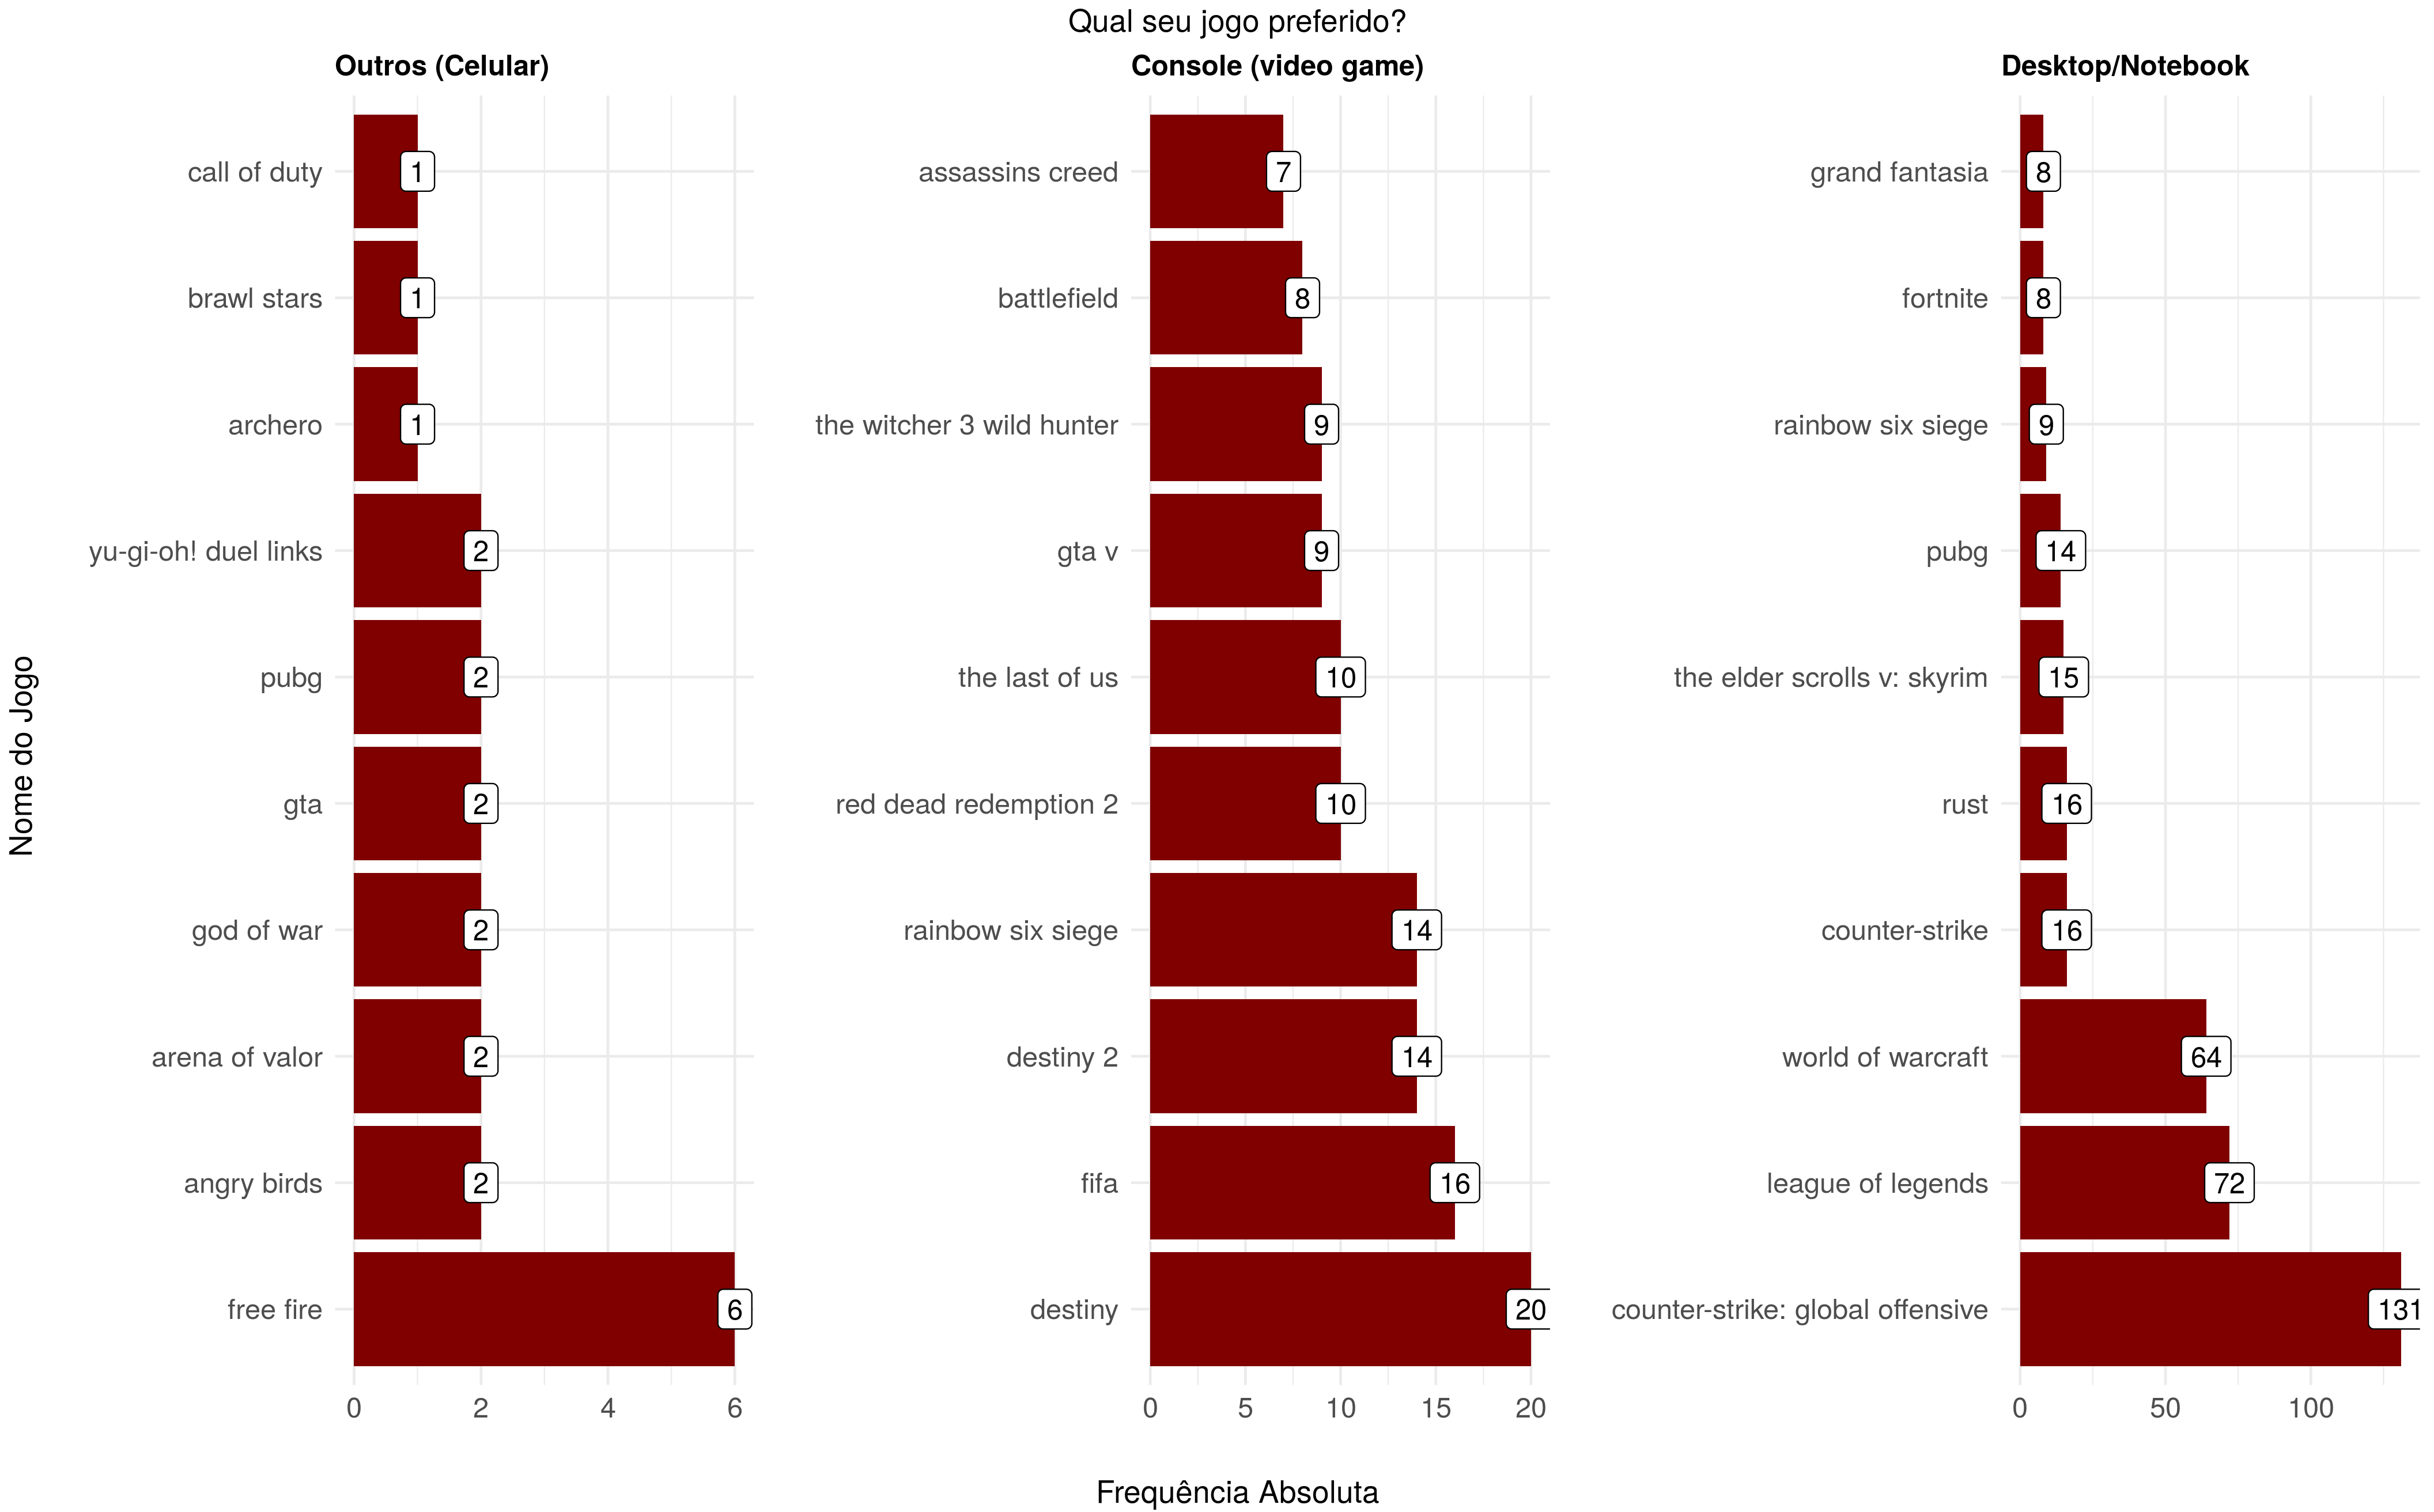 Qual seu jogo preferido?
Outros (Celular)
call of duty 1
brawl stars 1
archero 1
yu-gi-oh! duel links 2
pubg 2
gta 2
god of war 2
arena of valor 2
angry birds 2
free fire 6
0 2 4 6
Console (video game)
assassins creed 7
battlefield 8
the witcher 3 wild hunter 9
gta v 9
the last of us 10
red dead redemption 2 10
rainbow six siege 14
destiny 2 14
fifa 16
destiny 20
0 5 10 15 20
Desktop/Notebook
grand fantasia 8
fortnite 8
rainbow six siege 9
pubg 14
the elder scrolls v: skyrim 15
rust 16
counter-strike 16
world of warcraft 64
league of legends 72
counter-strike: global offensive 131
0 50 100
Nome do Jogo
Frequência Absoluta